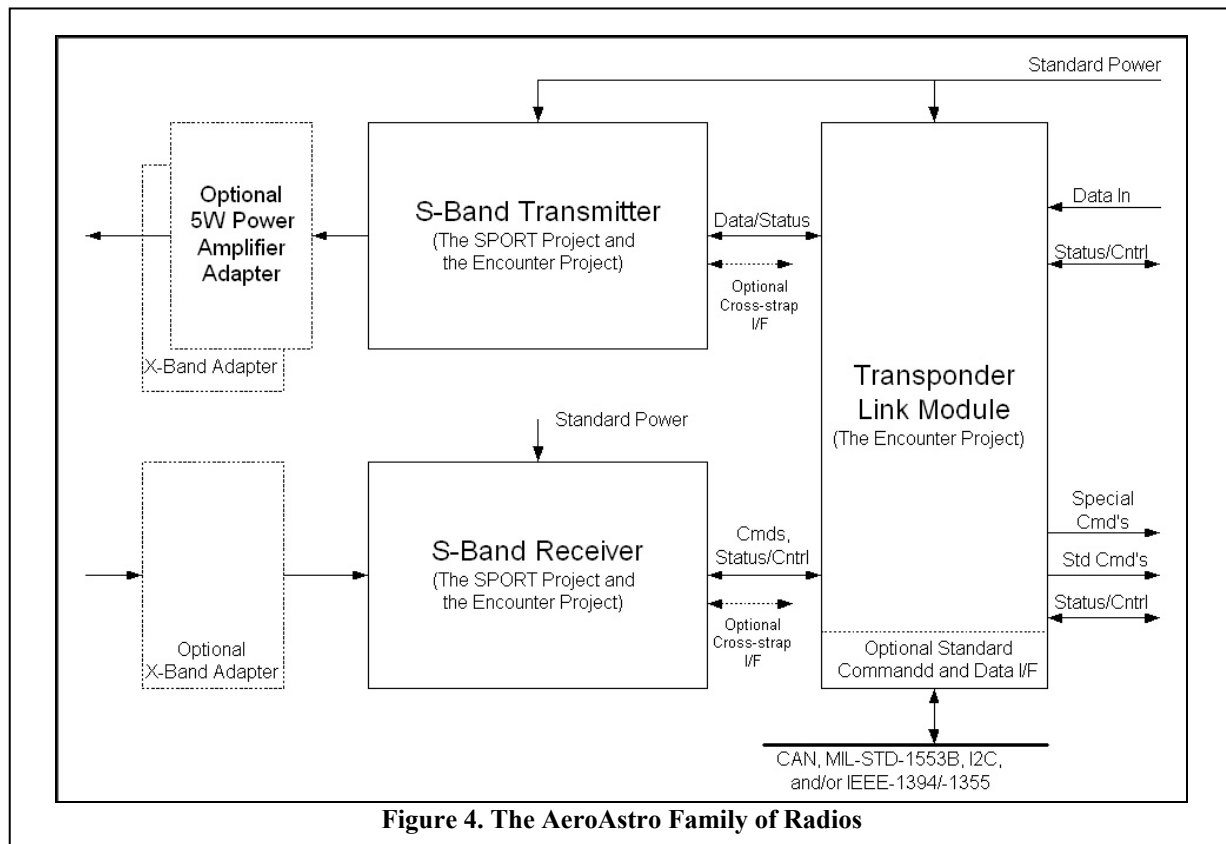 Standard Power
Optional
5W Power
Amplifier
Adapter
X-Band Adapter
S-Band Transmitter
(The SPORT Project and
the Encounter Project)
Data/Status
Optional
Cross-strap
I/F
Data In
Status/Cntrl
Transponder
Link Module
(The Encounter Project)
Standard Power
Optional
X-Band Adapter
S-Band Receiver
(The SPORT Project and
the Encounter Project)
Cmds,
Status/Cntrl
Optional
Cross-strap
I/F
Special
Cmd's
Std Cmd's
Status/Cntrl
Optional Standard
Commandd and Data I/F
CAN, MIL-STD-1553B, I2C,
and/or IEEE-1394/-1355
Figure 4. The AeroAstro Family of Radios